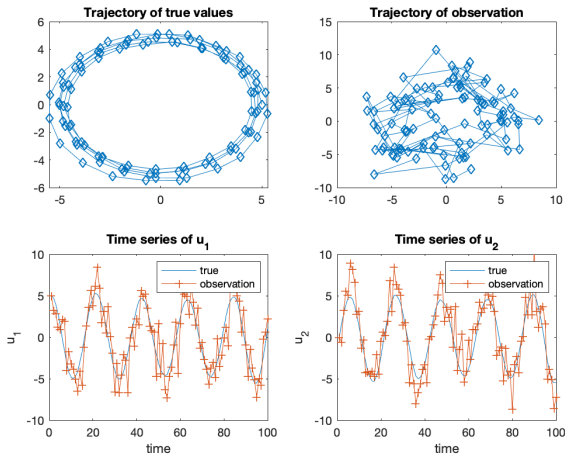 Trajectory of true values
6
4
2
0
-2
-4
-6
-5 0 5
Trajectory of observation
15
10
5
0
-5
-10
-10 -5 0 5 10
Time series of u1
10
5
0
-5
-10
u1
true
observation
0 20 40 60 80 100
time
Time series of u2
10
5
0
-5
-10
u2
true
observation
0 20 40 60 80 100
time